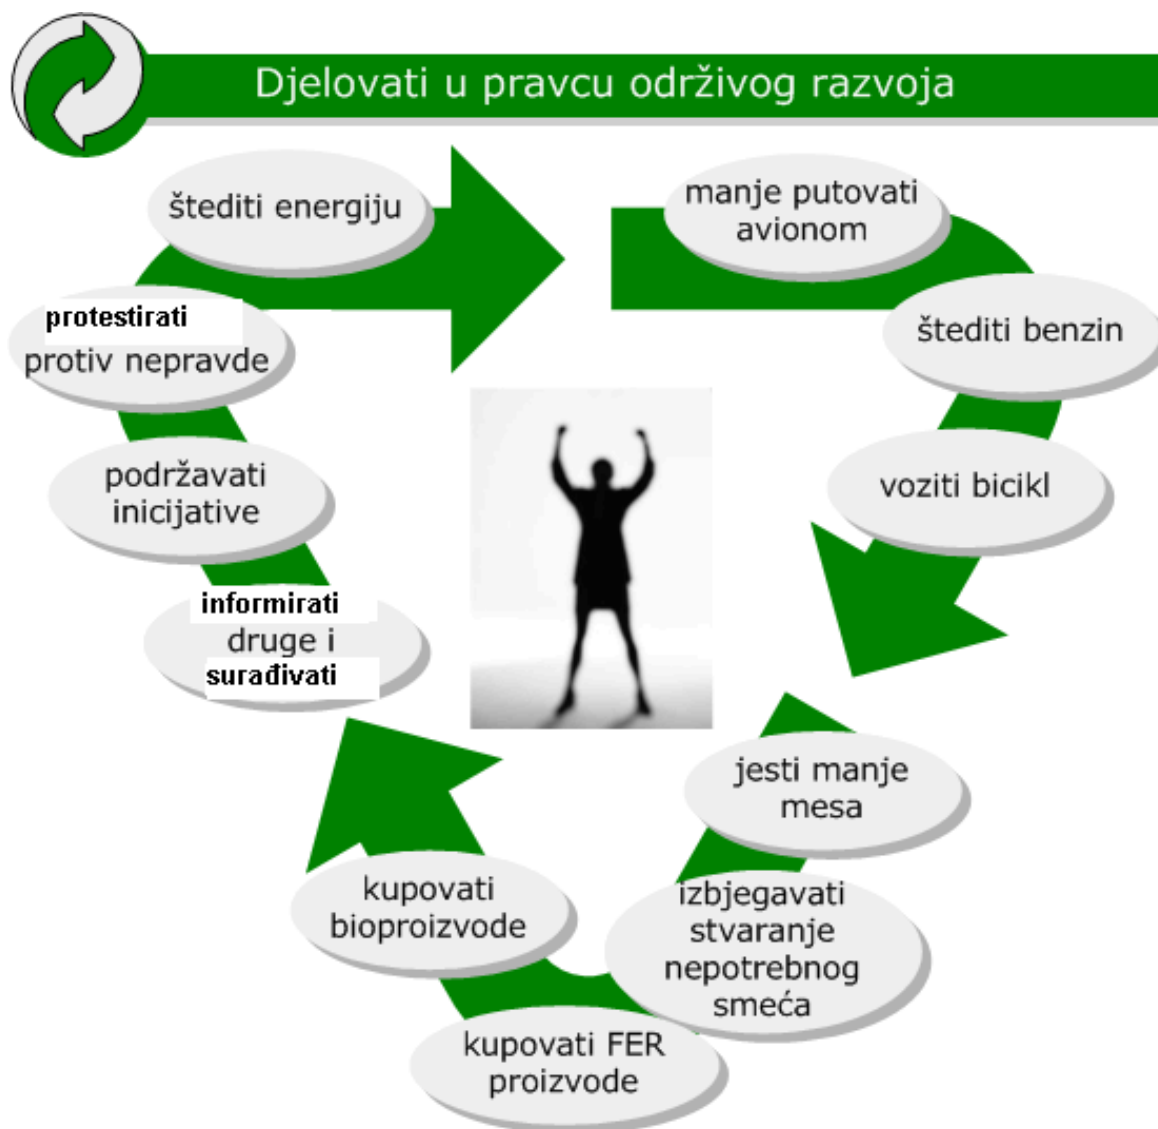 Djelovati u pravcu održivog razvoja
štediti energiju
manje putovati
avionom
štediti benzin
voziti bicikl
jesti manje
mesa
izbjegavati
stvaranje
nepotrebnog
smeća
kupovati FER
proizvode
kupovati
bioproizvode
informirati
druge i
surađivati
podržavati
inicijative
protestirati
protiv nepravde